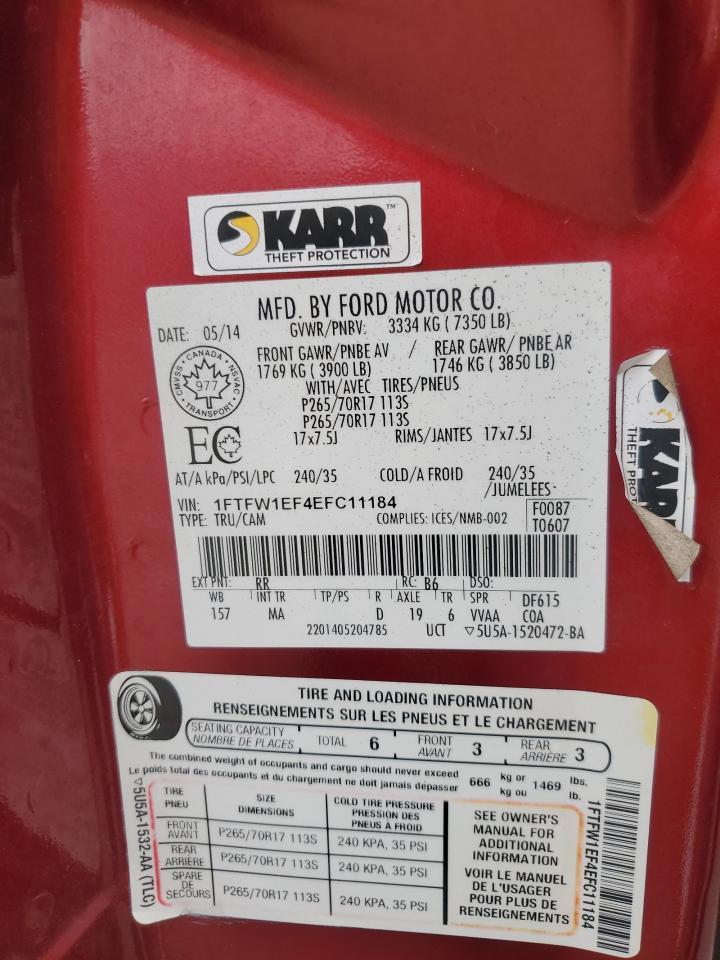 KARR™
THEFT PROTECTION
MFD. BY FORD MOTOR CO.
DATE: 05/14
GVWR/PNBV: 3334 KG ( 7350 LB)
FRONT GAWR/PNBE AV / REAR GAWR/ PNBE AR
1769 KG ( 3900 LB) 1746 KG ( 3850 LB)
WITH/AVEC TIRES/PNEUS
P265/70R17 113S
P265/70R17 113S
17x7.5J RIMS/JANTES 17x7.5J
CANADA
CMVSS NSVAC
977
TRANSPORT
EC
AT/A kPa/PSI/LPC 240/35 COLD/A FROID 240/35
/JUMELEES
VIN: 1FTFW1EF4EFC11184
TYPE: TRU/CAM COMPLIES: ICES/NMB-002
F0087
T0607
EXT PNT: RR RC: B6 DSO:
WB INT TR TP/PS R AXLE TR SPR DF615
157 MA D 19 6 VVAA COA
2201405204785 UCT ▽5U5A-1520472-BA
KAR
THEFT PROT
TIRE AND LOADING INFORMATION
RENSEIGNEMENTS SUR LES PNEUS ET LE CHARGEMENT
SEATING CAPACITY
NOMBRE DE PLACES
TOTAL 6
FRONT
AVANT 3
REAR
ARRIÈRE 3
The combined weight of occupants and cargo should never exceed
Le poids total des occupants et du chargement ne doit jamais dépasser
666 kg or 1469 lbs.
kg ou lb.
TIRE
PNEU
SIZE
DIMENSIONS
COLD TIRE PRESSURE
PRESSION DES
PNEUS À FROID
FRONT
AVANT
P265/70R17 113S
240 KPA, 35 PSI
REAR
ARRIÈRE
P265/70R17 113S
240 KPA, 35 PSI
SPARE
DE
SECOURS
P265/70R17 113S
240 KPA, 35 PSI
SEE OWNER'S
MANUAL FOR
ADDITIONAL
INFORMATION
VOIR LE MANUEL
DE L'USAGER
POUR PLUS DE
RENSEIGNEMENTS
▽5U5A-1532-AA (TLC)
1FTFW1EF4EFC11184